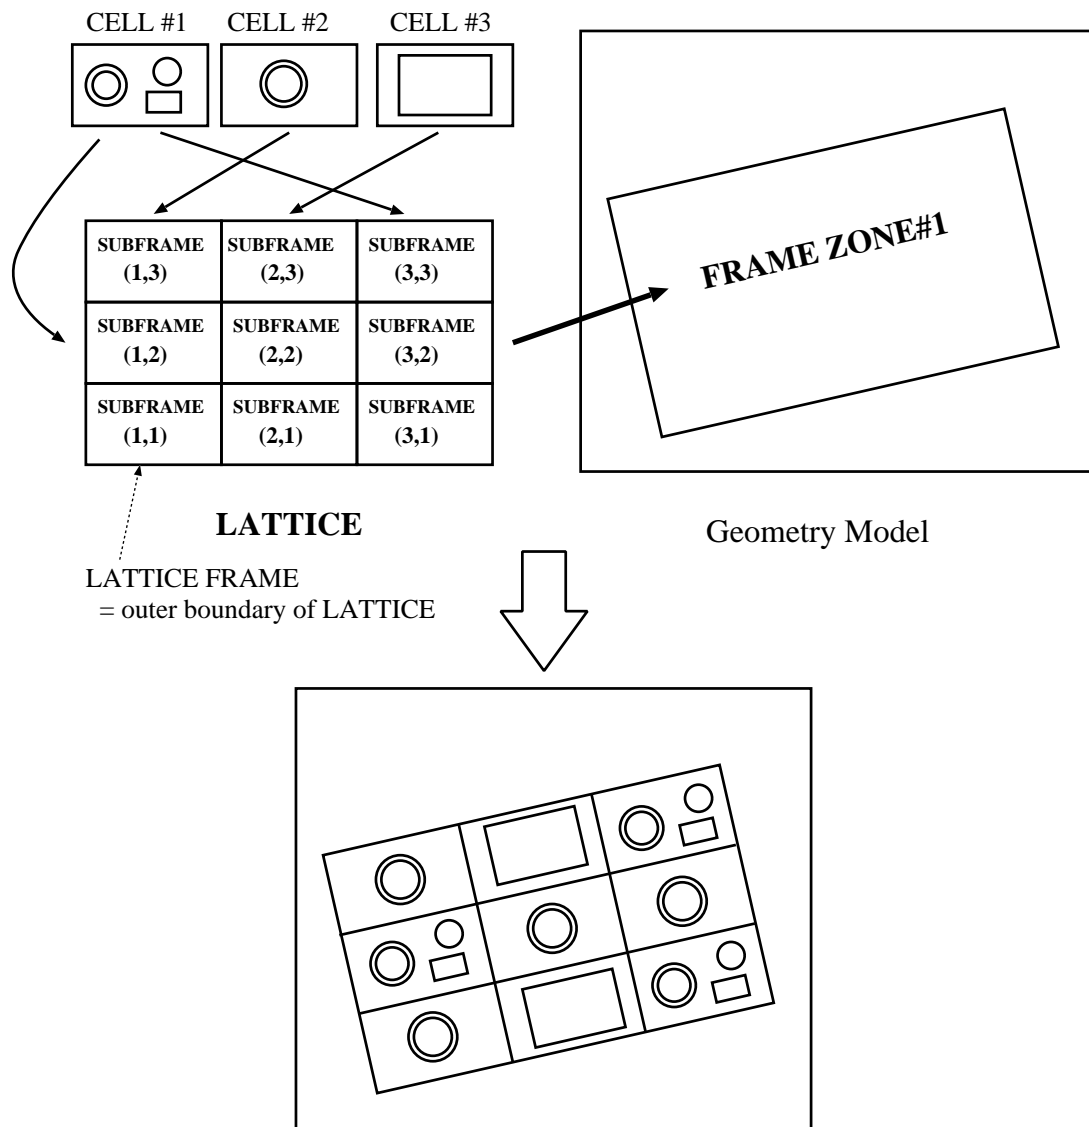 CELL #1 CELL #2 CELL #3
FRAME ZONE#1
SUBFRAME SUBFRAME SUBFRAME
(1,3) (2,3) (3,3)
SUBFRAME SUBFRAME SUBFRAME
(1,2) (2,2) (3,2)
SUBFRAME SUBFRAME SUBFRAME
(1,1) (2,1) (3,1)
LATTICE
Geometry Model
LATTICE FRAME
= outer boundary of LATTICE